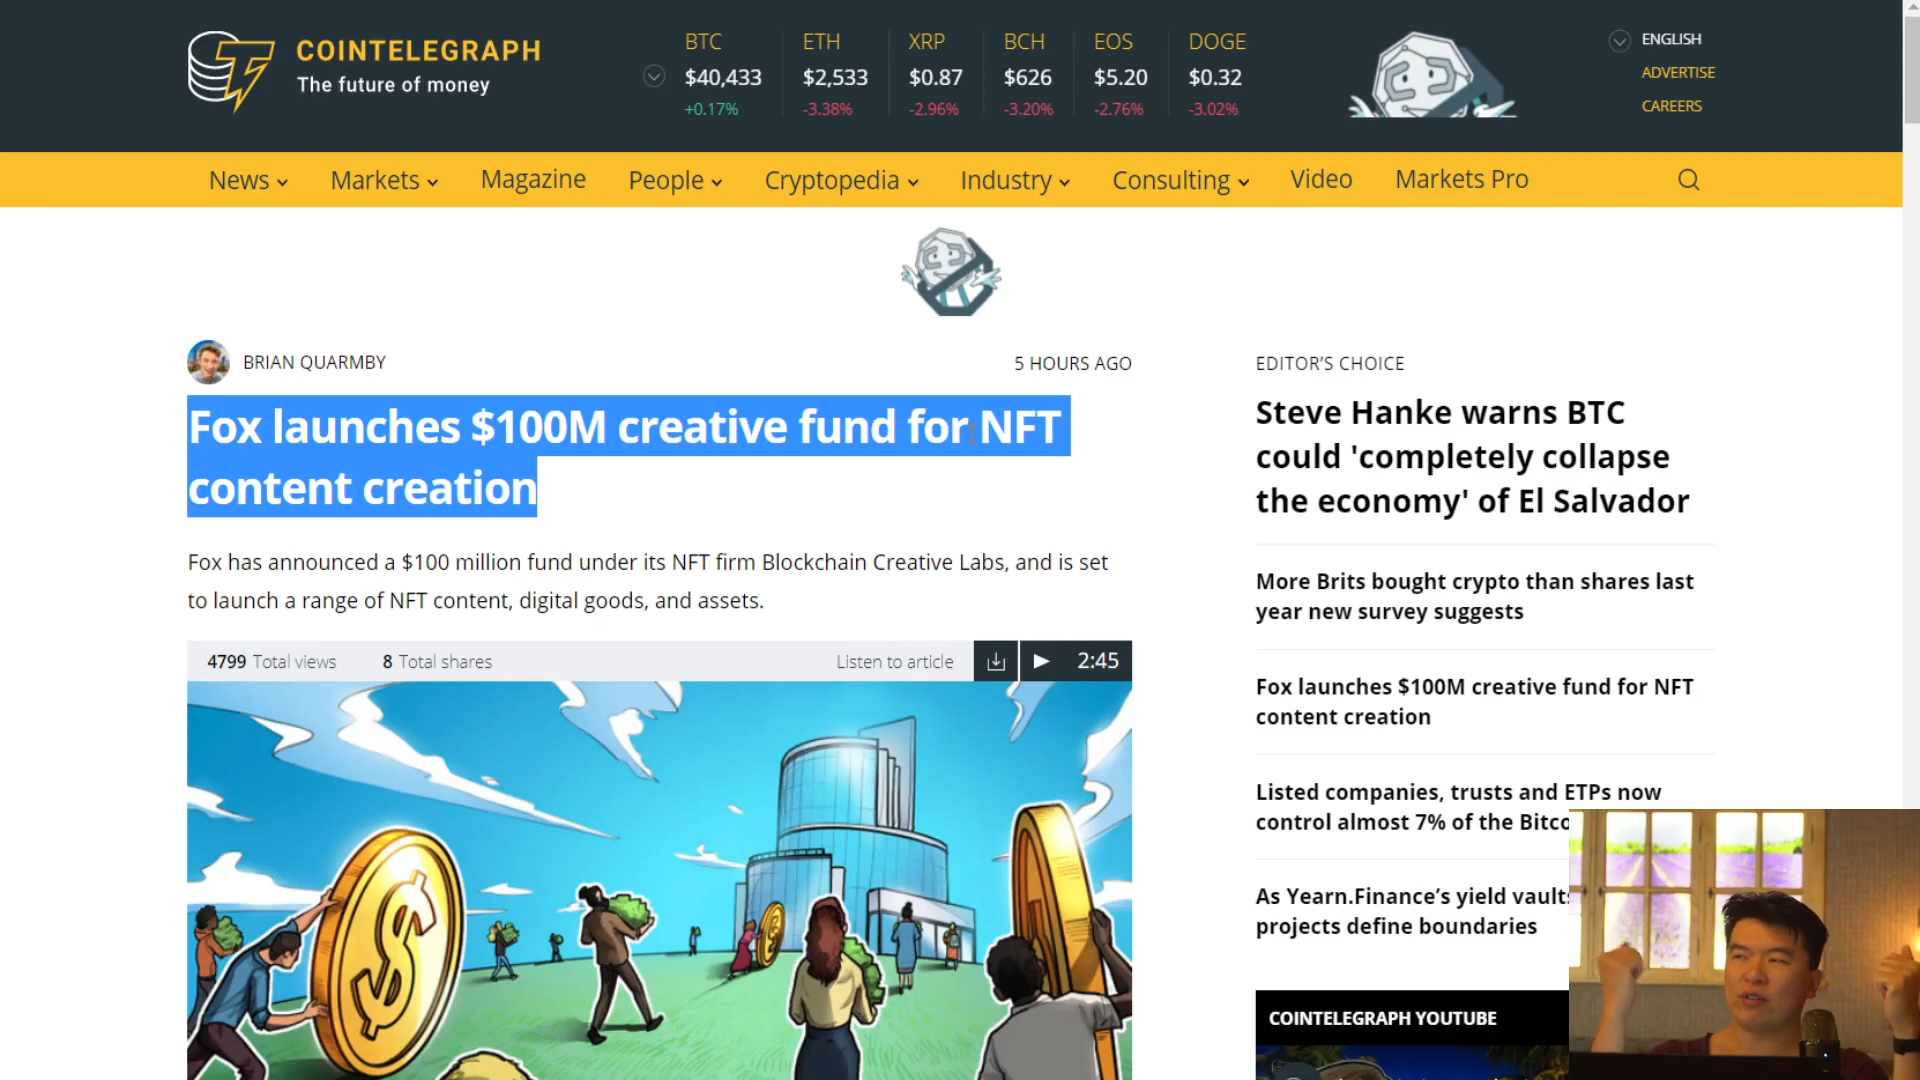 COINTELEGRAPH
The future of money
BTC
$40,433
+0.17%
ETH
$2,533
-3.38%
XRP
$0.87
-2.96%
BCH
$626
-3.20%
EOS
$5.20
-2.76%
DOGE
$0.32
-3.02%
ENGLISH
ADVERTISE
CAREERS
News
Markets
Magazine
People
Cryptopedia
Industry
Consulting
Video
Markets Pro
BRIAN QUARMBY
5 HOURS AGO
Fox launches $100M creative fund for NFT
content creation
Fox has announced a $100 million fund under its NFT firm Blockchain Creative Labs, and is set
to launch a range of NFT content, digital goods, and assets.
4799 Total views
8 Total shares
Listen to article
2:45
EDITOR'S CHOICE
Steve Hanke warns BTC
could 'completely collapse
the economy' of El Salvador
More Brits bought crypto than shares last
year new survey suggests
Fox launches $100M creative fund for NFT
content creation
Listed companies, trusts and ETPs now
control almost 7% of the Bitco
As Yearn.Finance’s yield vaults
projects define boundaries
COINTELEGRAPH YOUTUBE